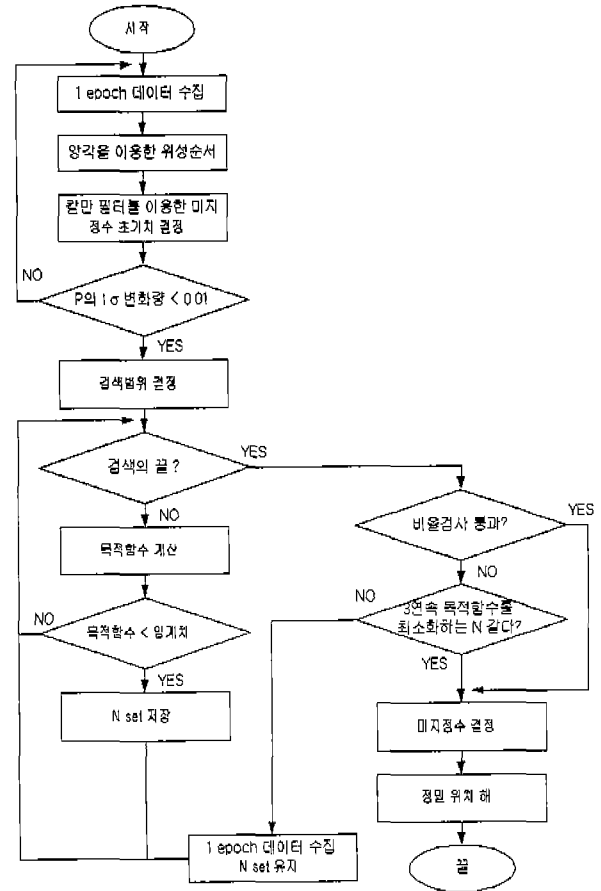 시작
1 epoch 데이터 수집
앙각을 이용한 위성순서
칼만 필터를 이용한 미지
정수 초기치 결정
NO
P의 1σ 변화량 < 0.01
YES
검색범위 결정
검색의 끝 ?
YES
NO
비율검사 통과?
YES
목적함수 계산
NO
NO
3연속 목적함수를
최소화하는 N 같다?
NO
목적함수 < 임계치
YES
YES
N set 저장
미지정수 결정
정밀 위치 해
1 epoch 데이터 수집
N set 유지
끝